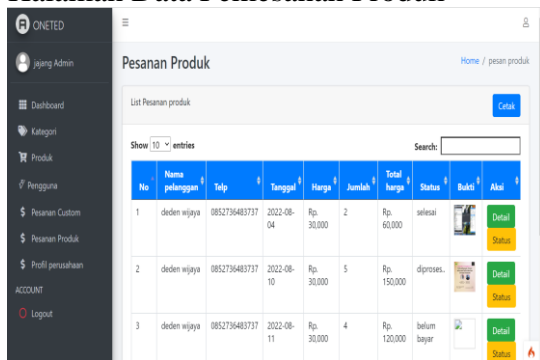 Halaman Data Pemesanan Produk
ONETED
jajang Admin
Dashboard
Kategori
Produk
Pengguna
Pesanan Custom
Pesanan Produk
Profil perusahaan
ACCOUNT
Logout
Pesanan Produk
Home / pesan produk
List Pesanan produk
Cetak
Show 10 entries
Search:
No Nama pelanggan Telp Tanggal Harga Jumlah Total harga Status Bukti Aksi
1 deden wijaya 0852736483737 2022-08-04 Rp. 30,000 2 Rp. 60,000 selesai Detail Status
2 deden wijaya 0852736483737 2022-08-10 Rp. 30,000 5 Rp. 150,000 diproses.. Detail Status
3 deden wijaya 0852736483737 2022-08-11 Rp. 30,000 4 Rp. 120,000 belum bayar Detail Status